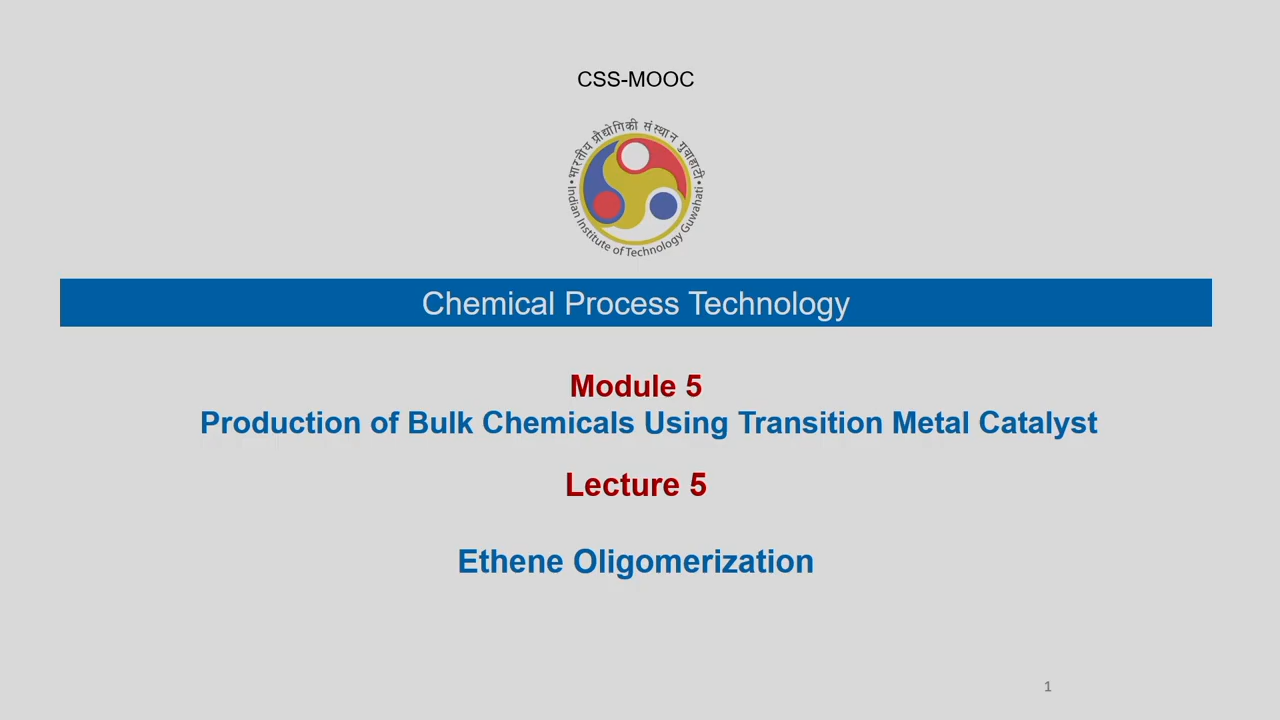 CSS-MOOC
भारतीय प्रौद्योगिकी संस्थान गुवाहाटी
Indian Institute of Technology Guwahati
Chemical Process Technology
Module 5
Production of Bulk Chemicals Using Transition Metal Catalyst
Lecture 5
Ethene Oligomerization
1